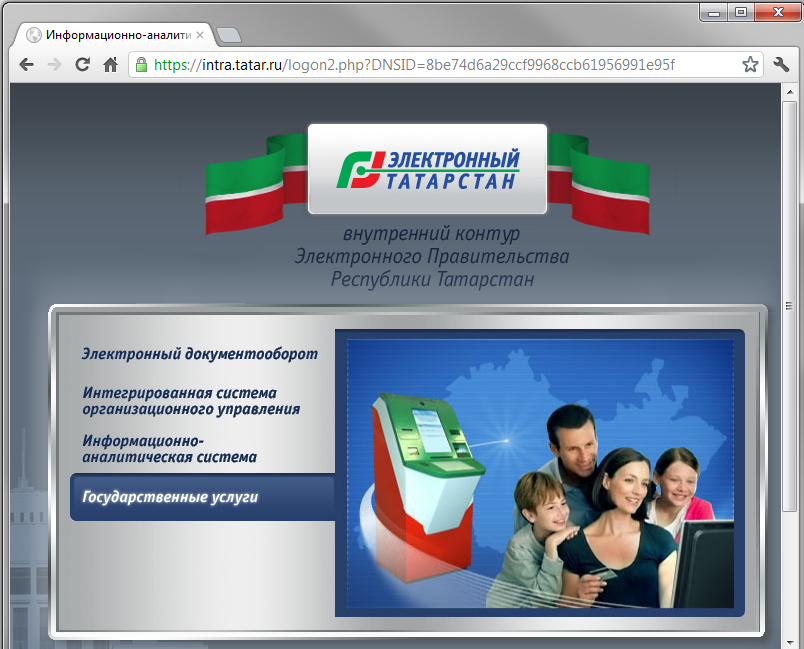 Информационно-аналити
https://intra.tatar.ru/logon2.php?DNSID=8be74d6a29ccf9968ccb61956991e95f
ЭЛЕКТРОННЫЙ
ТАТАРСТАН
внутренний контур
Электронного Правительства
Республики Татарстан
Электронный документооборот
Интегрированная система
организационного управления
Информационно-
аналитическая система
Государственные услуги